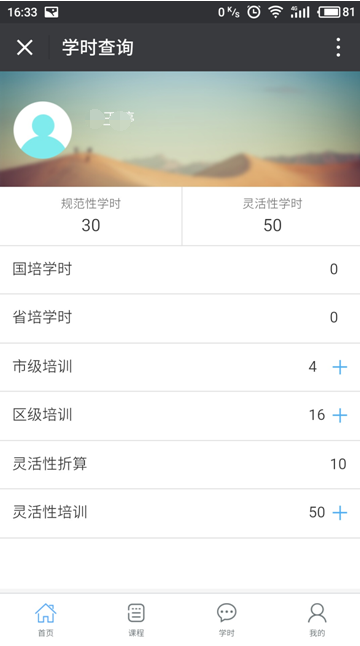 16:33
0 K/s 4G 81
学时查询
规范性学时 灵活性学时
30 50
国培学时 0
省培学时 0
市级培训 4 +
区级培训 16 +
灵活性折算 10
灵活性培训 50 +
首页 课程 学时 我的